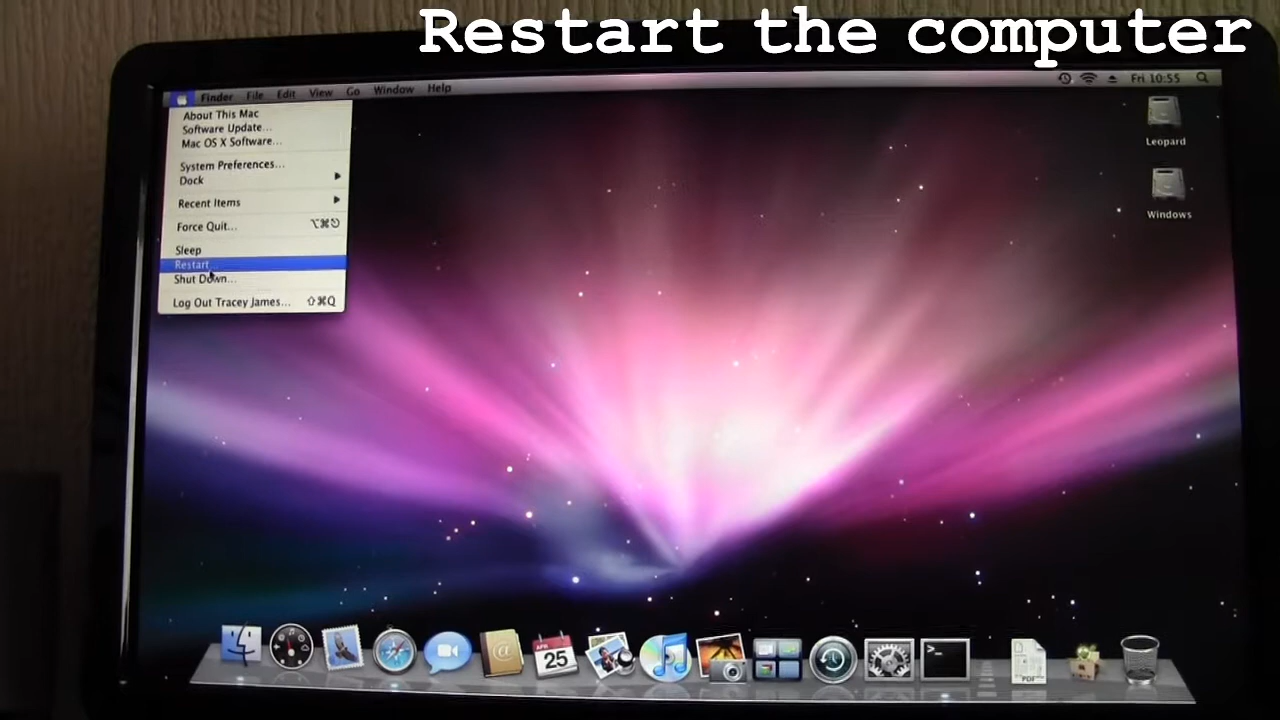 Restart the computer
Finder File Edit View Go Window Help
Fri 10:55
About This Mac
Software Update...
Mac OS X Software...
System Preferences...
Dock
Recent Items
Force Quit... ⌥⌘⎋
Sleep
Restart...
Shut Down...
Log Out Tracey James... ⇧⌘Q
Leopard
Windows
APR
25
@
>_
PDF